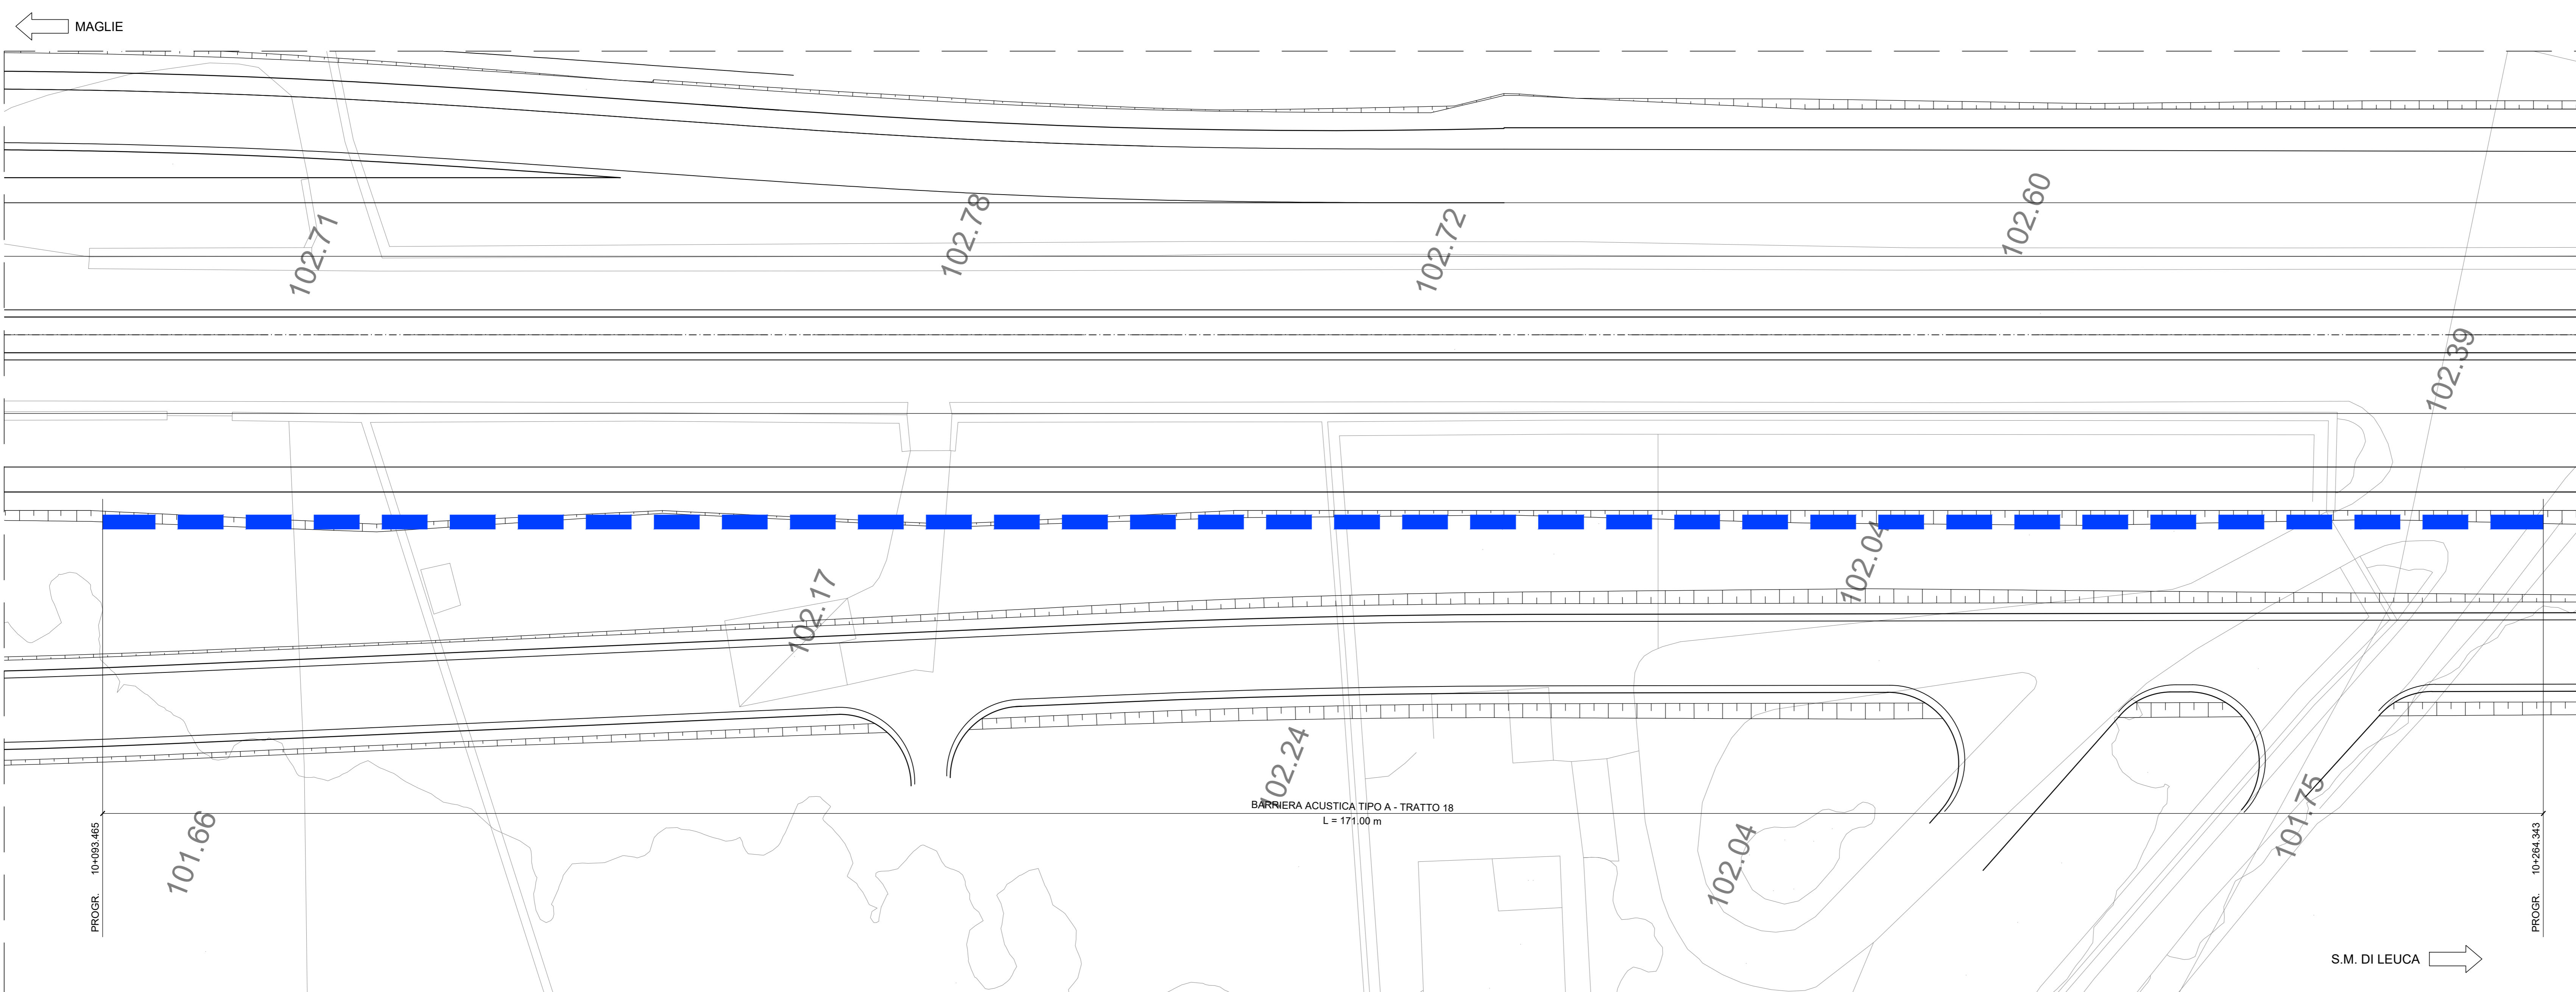 MAGLIE
102.71
102.78
102.72
102.60
102.39
102.17
102.04
102.24
102.04
101.75
101.66
BARRIERA ACUSTICA TIPO A - TRATTO 18
L = 171.00 m
PROGR. 10+093.465
PROGR. 10+264.343
S.M. DI LEUCA